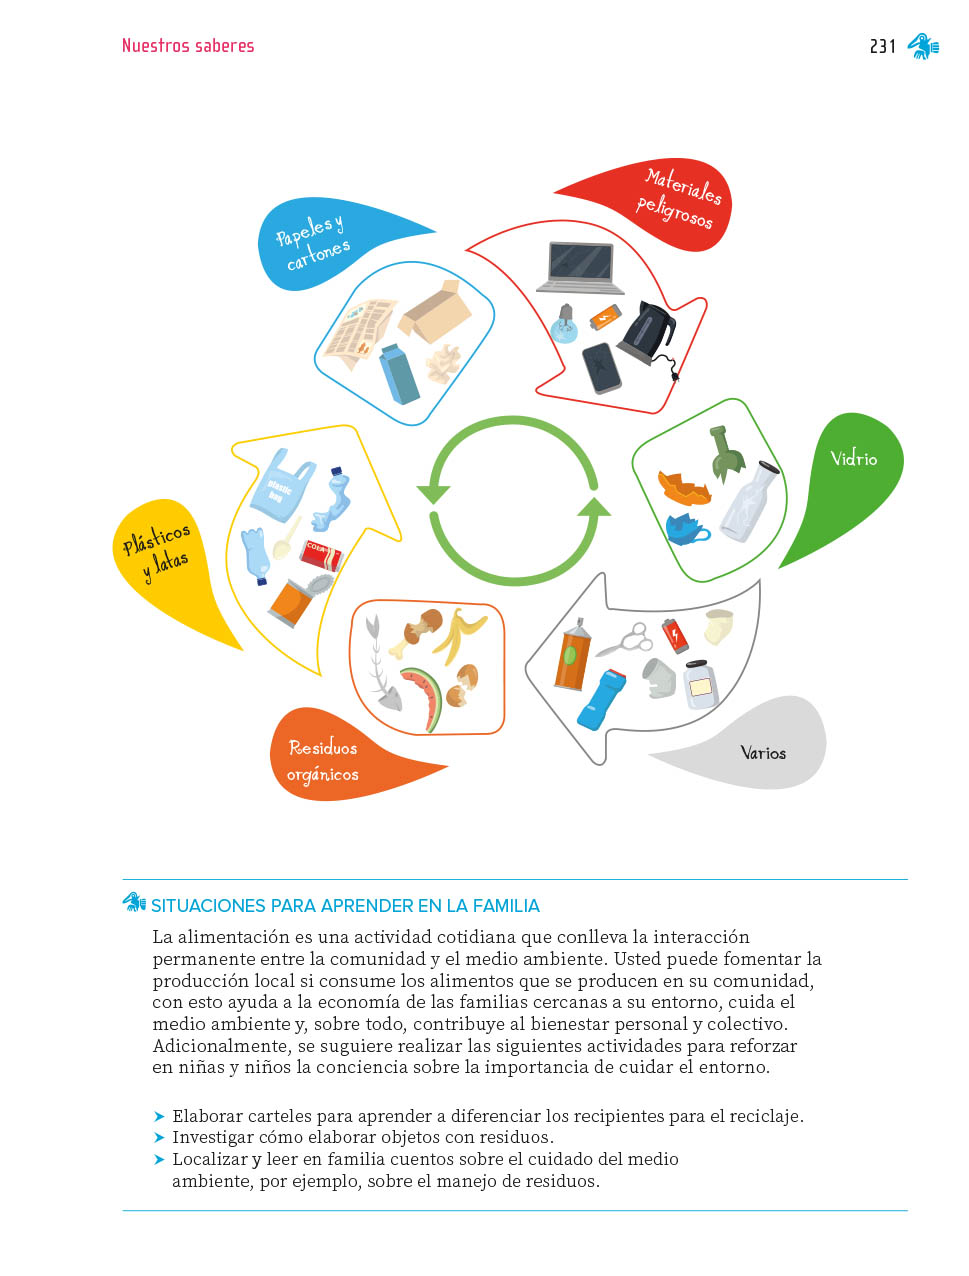 Nuestros saberes
231
Materiales
peligrosos
Papeles y
cartones
Vidrio
plastic
bag
COLA
Plásticos
y latas
Residuos
orgánicos
Varios
SITUACIONES PARA APRENDER EN LA FAMILIA
La alimentación es una actividad cotidiana que conlleva la interacción
permanente entre la comunidad y el medio ambiente. Usted puede fomentar la
producción local si consume los alimentos que se producen en su comunidad,
con esto ayuda a la economía de las familias cercanas a su entorno, cuida el
medio ambiente y, sobre todo, contribuye al bienestar personal y colectivo.
Adicionalmente, se suguiere realizar las siguientes actividades para reforzar
en niñas y niños la conciencia sobre la importancia de cuidar el entorno.
➤ Elaborar carteles para aprender a diferenciar los recipientes para el reciclaje.
➤ Investigar cómo elaborar objetos con residuos.
➤ Localizar y leer en familia cuentos sobre el cuidado del medio
ambiente, por ejemplo, sobre el manejo de residuos.